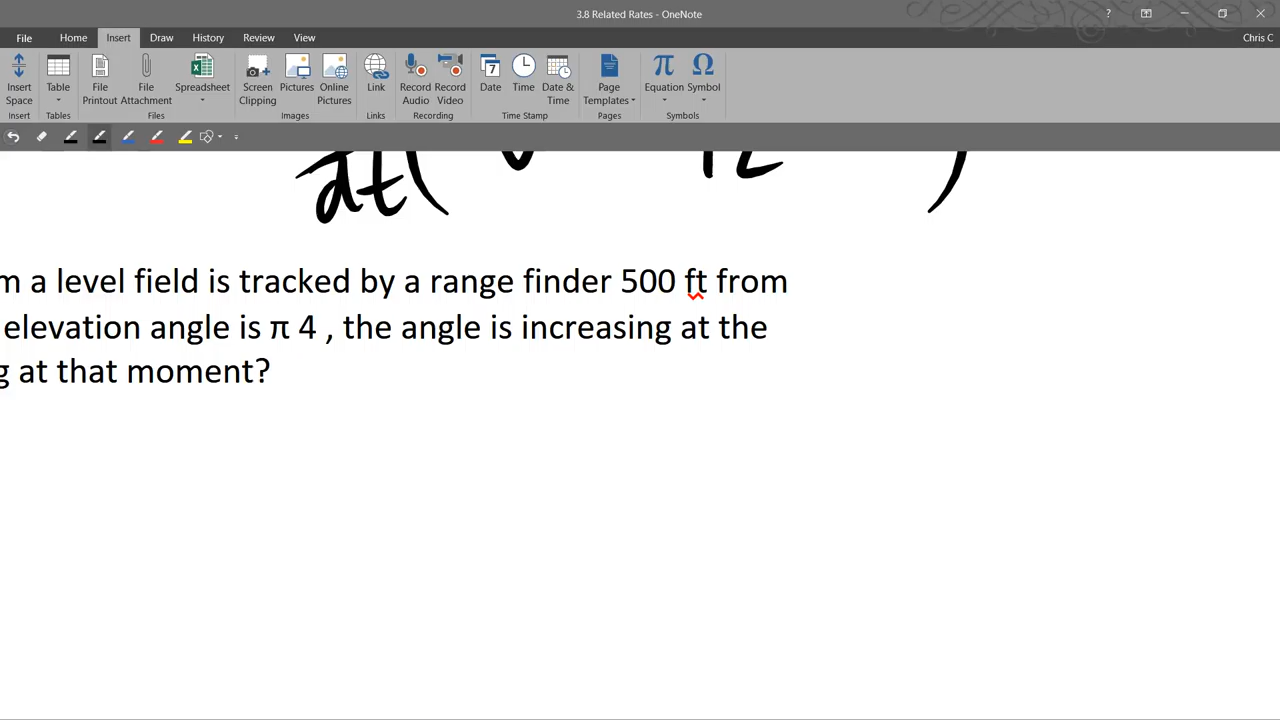 3.8 Related Rates - OneNote
?
File Home Insert Draw History Review View
Chris C
Insert Space
Table
File Printout
File Attachment
Spreadsheet
Screen Clipping
Pictures
Online Pictures
Link
Record Audio
Record Video
Date
Time
Date & Time
Page Templates
π Equation
Ω Symbol
Insert Tables Files Images Links Recording Time Stamp Pages Symbols
dt(
)
m a level field is tracked by a range finder 500 ft from
elevation angle is π 4 , the angle is increasing at the
g at that moment?